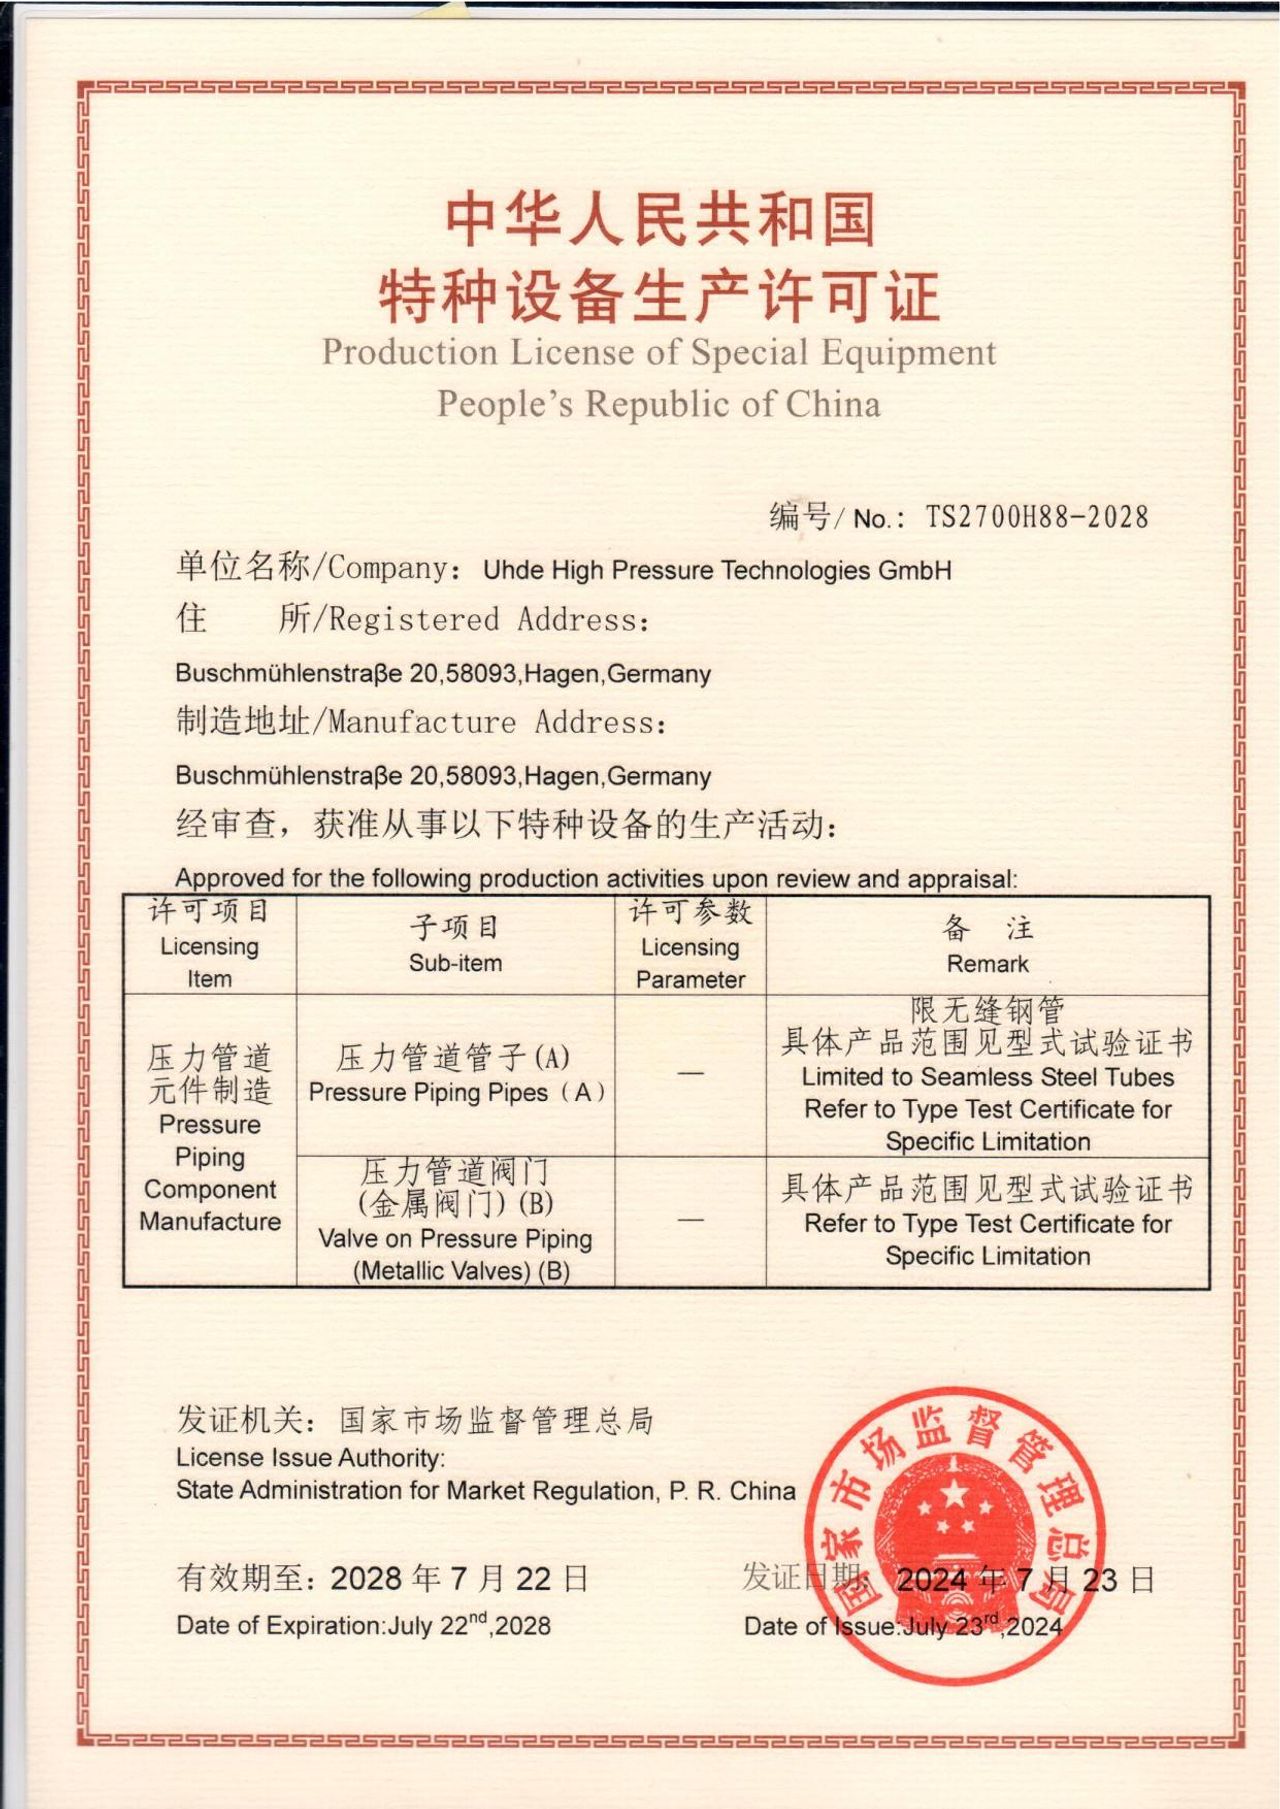 中华人民共和国
特种设备生产许可证
Production License of Special Equipment
People's Republic of China
编号/ No.: TS2700H88-2028
单位名称/Company: Uhde High Pressure Technologies GmbH
住 所/Registered Address:
Buschmühlenstraβe 20,58093,Hagen,Germany
制造地址/Manufacture Address:
Buschmühlenstraβe 20,58093,Hagen,Germany
经审查，获准从事以下特种设备的生产活动：
Approved for the following production activities upon review and appraisal:
许可项目
Licensing
Item
子项目
Sub-item
许可参数
Licensing
Parameter
备 注
Remark
压力管道
元件制造
Pressure
Piping
Component
Manufacture
压力管道管子(A)
Pressure Piping Pipes（A）
—
限无缝钢管
具体产品范围见型式试验证书
Limited to Seamless Steel Tubes
Refer to Type Test Certificate for
Specific Limitation
压力管道阀门
(金属阀门)(B)
Valve on Pressure Piping
(Metallic Valves)(B)
—
具体产品范围见型式试验证书
Refer to Type Test Certificate for
Specific Limitation
发证机关：国家市场监督管理总局
License Issue Authority:
State Administration for Market Regulation, P. R. China
有效期至：2028 年 7 月 22 日
Date of Expiration:July 22nd,2028
发证日期：2024 年 7 月 23 日
Date of Issue:July 23rd,2024
国家市场监督管理总局